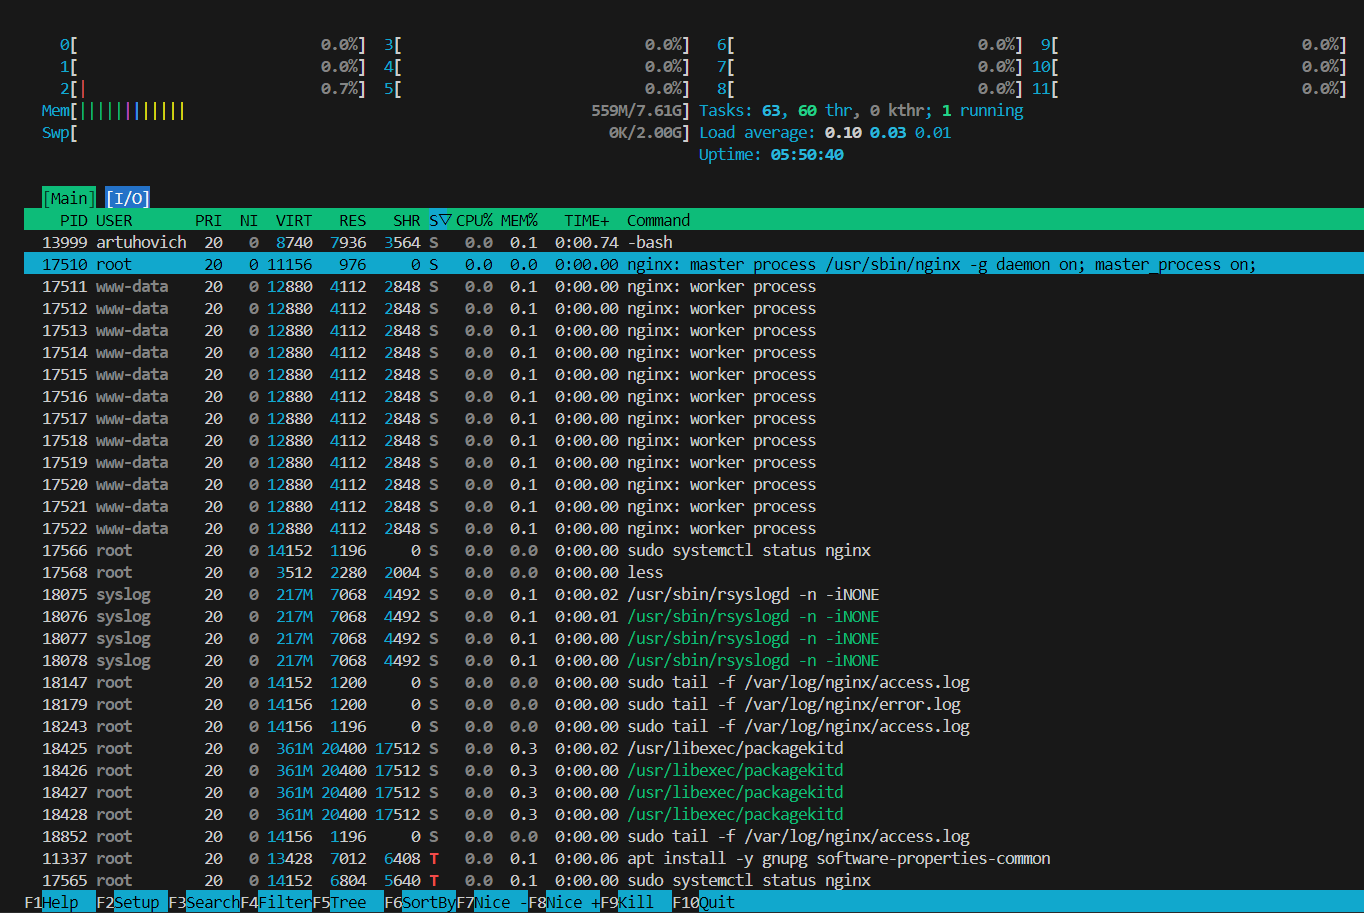 0[ 0.0%] 3[ 0.0%] 6[ 0.0%] 9[ 0.0%]
1[ 0.0%] 4[ 0.0%] 7[ 0.0%] 10[ 0.0%]
2[| 0.7%] 5[ 0.0%] 8[ 0.0%] 11[ 0.0%]
Mem[|||||||||||| 559M/7.61G] Tasks: 63, 60 thr, 0 kthr; 1 running
Swp[ 0K/2.00G] Load average: 0.10 0.03 0.01
Uptime: 05:50:40
[Main] [I/O]
PID USER PRI NI VIRT RES SHR S▽ CPU% MEM% TIME+ Command
13999 artuhovich 20 0 8740 7936 3564 S 0.0 0.1 0:00.74 -bash
17510 root 20 0 11156 976 0 S 0.0 0.0 0:00.00 nginx: master process /usr/sbin/nginx -g daemon on; master_process on;
17511 www-data 20 0 12880 4112 2848 S 0.0 0.1 0:00.00 nginx: worker process
17512 www-data 20 0 12880 4112 2848 S 0.0 0.1 0:00.00 nginx: worker process
17513 www-data 20 0 12880 4112 2848 S 0.0 0.1 0:00.00 nginx: worker process
17514 www-data 20 0 12880 4112 2848 S 0.0 0.1 0:00.00 nginx: worker process
17515 www-data 20 0 12880 4112 2848 S 0.0 0.1 0:00.00 nginx: worker process
17516 www-data 20 0 12880 4112 2848 S 0.0 0.1 0:00.00 nginx: worker process
17517 www-data 20 0 12880 4112 2848 S 0.0 0.1 0:00.00 nginx: worker process
17518 www-data 20 0 12880 4112 2848 S 0.0 0.1 0:00.00 nginx: worker process
17519 www-data 20 0 12880 4112 2848 S 0.0 0.1 0:00.00 nginx: worker process
17520 www-data 20 0 12880 4112 2848 S 0.0 0.1 0:00.00 nginx: worker process
17521 www-data 20 0 12880 4112 2848 S 0.0 0.1 0:00.00 nginx: worker process
17522 www-data 20 0 12880 4112 2848 S 0.0 0.1 0:00.00 nginx: worker process
17566 root 20 0 14152 1196 0 S 0.0 0.0 0:00.00 sudo systemctl status nginx
17568 root 20 0 3512 2280 2004 S 0.0 0.0 0:00.00 less
18075 syslog 20 0 217M 7068 4492 S 0.0 0.1 0:00.02 /usr/sbin/rsyslogd -n -iNONE
18076 syslog 20 0 217M 7068 4492 S 0.0 0.1 0:00.01 /usr/sbin/rsyslogd -n -iNONE
18077 syslog 20 0 217M 7068 4492 S 0.0 0.1 0:00.00 /usr/sbin/rsyslogd -n -iNONE
18078 syslog 20 0 217M 7068 4492 S 0.0 0.1 0:00.00 /usr/sbin/rsyslogd -n -iNONE
18147 root 20 0 14152 1200 0 S 0.0 0.0 0:00.00 sudo tail -f /var/log/nginx/access.log
18179 root 20 0 14156 1200 0 S 0.0 0.0 0:00.00 sudo tail -f /var/log/nginx/error.log
18243 root 20 0 14156 1196 0 S 0.0 0.0 0:00.00 sudo tail -f /var/log/nginx/access.log
18425 root 20 0 361M 20400 17512 S 0.0 0.3 0:00.02 /usr/libexec/packagekitd
18426 root 20 0 361M 20400 17512 S 0.0 0.3 0:00.00 /usr/libexec/packagekitd
18427 root 20 0 361M 20400 17512 S 0.0 0.3 0:00.00 /usr/libexec/packagekitd
18428 root 20 0 361M 20400 17512 S 0.0 0.3 0:00.00 /usr/libexec/packagekitd
18852 root 20 0 14156 1196 0 S 0.0 0.0 0:00.00 sudo tail -f /var/log/nginx/access.log
11337 root 20 0 13428 7012 6408 T 0.0 0.1 0:00.06 apt install -y gnupg software-properties-common
17565 root 20 0 14152 6804 5640 T 0.0 0.1 0:00.00 sudo systemctl status nginx
F1Help F2Setup F3SearchF4FilterF5Tree F6SortByF7Nice -F8Nice +F9Kill F10Quit